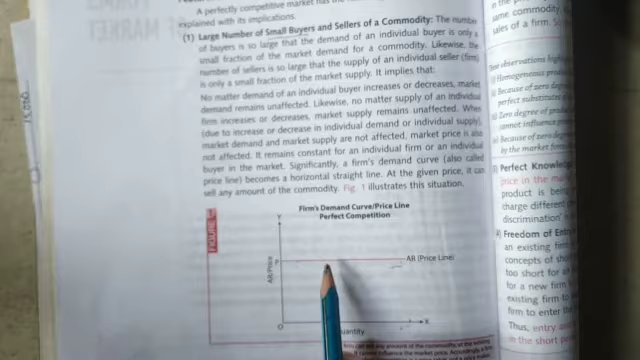 A perfectly competitive market has the
explained with its implications.
(1) Large Number of Small Buyers and Sellers of a Commodity: The number
of buyers is so large that the demand of an individual buyer is only a
small fraction of the market demand for a commodity. Likewise, the
number of sellers is so large that the supply of an individual seller (firm)
is only a small fraction of the market supply. It implies that:
No matter demand of an individual buyer increases or decreases, market
demand remains unaffected. Likewise, no matter supply of an individual
firm increases or decreases, market supply remains unaffected. When
(due to increase or decrease in individual demand or individual supply),
market demand and market supply are not affected, market price is also
not affected. It remains constant for an individual firm or an individual
buyer in the market. Significantly, a firm's demand curve (also called
price line) becomes a horizontal straight line. At the given price, it can
sell any amount of the commodity. Fig. 1 illustrates this situation.
FIGURE
Firm's Demand Curve/Price Line
Perfect Competition
Y
AR/Price
P
AR (Price Line)
O
X
uantity
same commodity.
sales of a firm. So
observations highl
Homogeneous produ
Because of zero deg
perfect substitutes o
Zero degree of
cannot influence
Because of zero degre
by the market for
Perfect Knowledge
price in the
product is being
charge different
discrimination'
Freedom of Entr
an existing firm
concepts of sho
too short for an
for a new firm
existing firm to
firm to enter the
Thus, entry
in the short